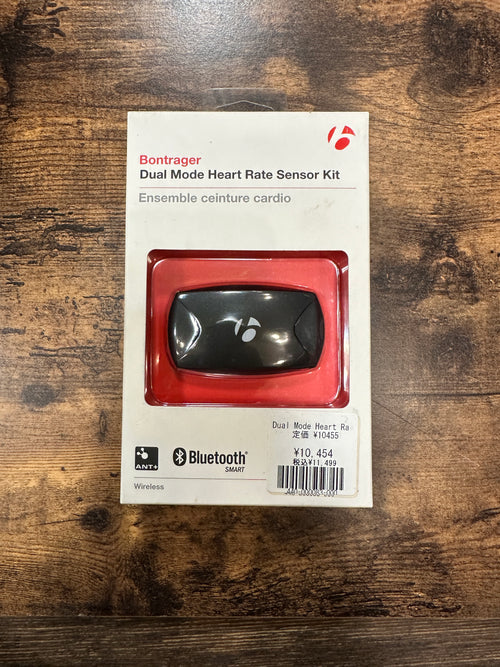 Bontrager
Dual Mode Heart Rate Sensor Kit
Ensemble ceinture cardio
Dual Mode Heart Ra
定価 ¥10455
¥10,454
税込¥11,499
ANT+
Bluetooth®
SMART
Wireless